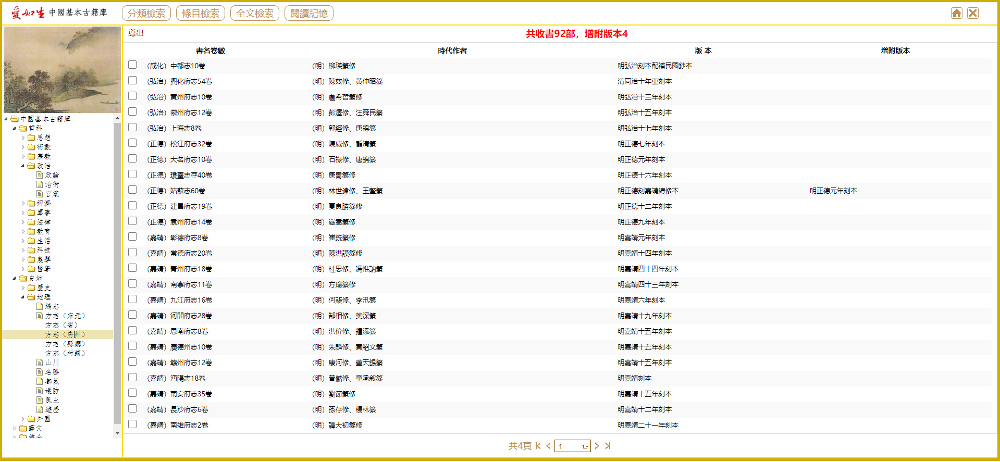 愛如生 中國基本古籍庫 分類檢索 條目檢索 全文檢索 閱讀記憶
中國基本古籍庫
哲科
思想
術數
宗教
政治
政論
治術
官箴
經濟
軍事
法律
教育
生活
科技
農學
醫學
史地
歷史
地理
總志
方志（宋元）
方志（省）
方志（府州）
方志（縣廳）
方志（村鎮）
山川
名勝
都城
邊防
風土
遊歷
外國
藝文
綜合
導出 共收書92部，增附版本4
書名卷數 時代作者 版 本 增附版本
（成化）中都志10卷 （明）柳瑛纂修 明弘治刻本配補民國鈔本
（弘治）興化府志54卷 （明）陳效修、黄仲昭纂 清同治十年重刻本
（弘治）黄州府志10卷 （明）盧希哲纂修 明弘治十三年刻本
（弘治）徽州府志12卷 （明）彭澤修、汪舜民纂 明弘治十五年刻本
（弘治）上海志8卷 （明）郭經修、唐錦纂 明弘治十七年刻本
（正德）松江府志32卷 （明）陳威修、顧清纂 明正德七年刻本
（正德）大名府志10卷 （明）石禄修、唐錦纂 明正德元年刻本
（正德）瓊臺志存40卷 （明）唐胄纂修 明正德十六年刻本
（正德）姑蘇志60卷 （明）林世遠修、王鏊纂 明正德刻嘉靖續修本 明正德元年刻本
（正德）建昌府志19卷 （明）夏良勝纂修 明正德十二年刻本
（正德）袁州府志14卷 （明）嚴嵩纂修 明正德九年刻本
（嘉靖）彰德府志8卷 （明）崔銑纂修 明嘉靖元年刻本
（嘉靖）常德府志20卷 （明）陳洪謨纂修 明嘉靖十四年刻本
（嘉靖）青州府志18卷 （明）杜思修、馮惟訥纂 明嘉靖四十四年刻本
（嘉靖）南寧府志11卷 （明）方瑜纂修 明嘉靖四十三年刻本
（嘉靖）九江府志16卷 （明）何棐修、李汛纂 明嘉靖六年刻本
（嘉靖）河間府志28卷 （明）郜相修、樊深纂 明嘉靖十九年刻本
（嘉靖）思南府志8卷 （明）洪价修、鍾添纂 明嘉靖十五年刻本
（嘉靖）廣德州志10卷 （明）朱麟修、黄紹文纂 明嘉靖十五年刻本
（嘉靖）贛州府志12卷 （明）康河修、董天錫纂 明嘉靖十五年刻本
（嘉靖）沔陽志18卷 （明）曾儲修、童承叙纂 明嘉靖刻本
（嘉靖）南安府志35卷 （明）劉節纂修 明嘉靖十五年刻本
（嘉靖）長沙府志6卷 （明）孫存修、楊林纂 明嘉靖十二年刻本
（嘉靖）南雄府志2卷 （明）譚大初纂修 明嘉靖二十一年刻本
共4頁 1